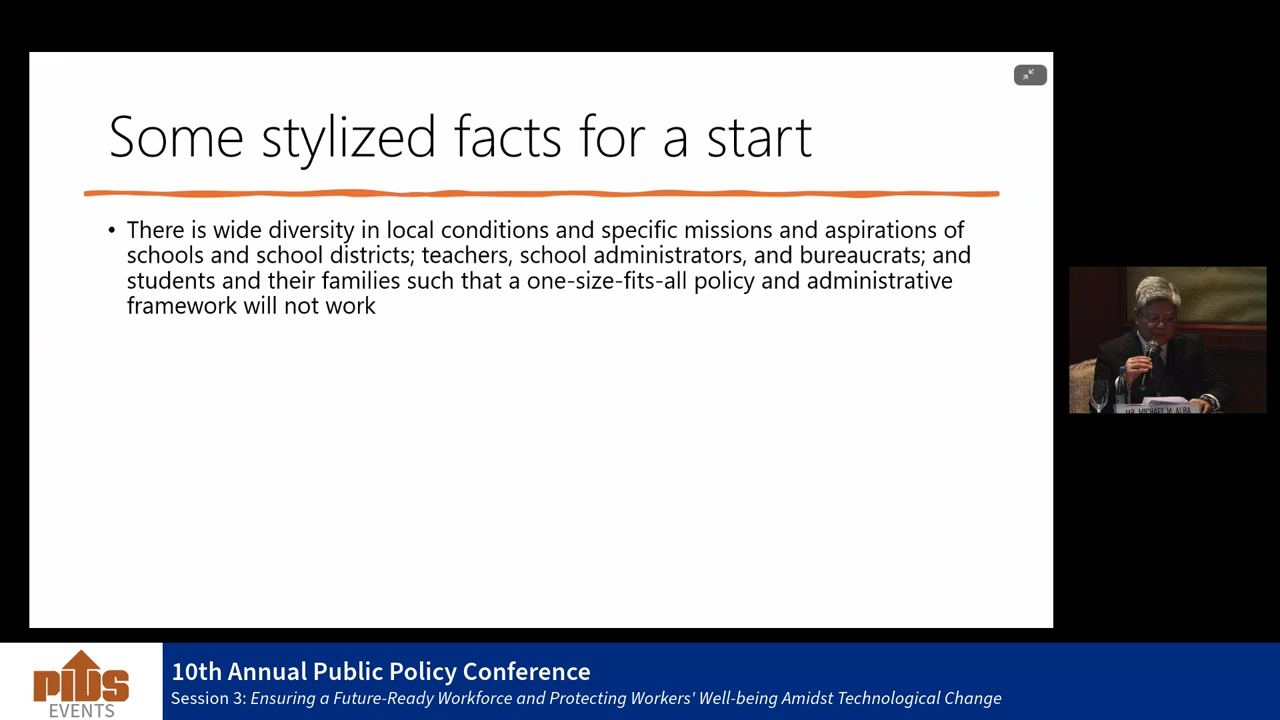 Some stylized facts for a start
• There is wide diversity in local conditions and specific missions and aspirations of
schools and school districts; teachers, school administrators, and bureaucrats; and
students and their families such that a one-size-fits-all policy and administrative
framework will not work
MR. MICHAEL M. ALBA
PIDS
EVENTS
10th Annual Public Policy Conference
Session 3: Ensuring a Future-Ready Workforce and Protecting Workers' Well-being Amidst Technological Change